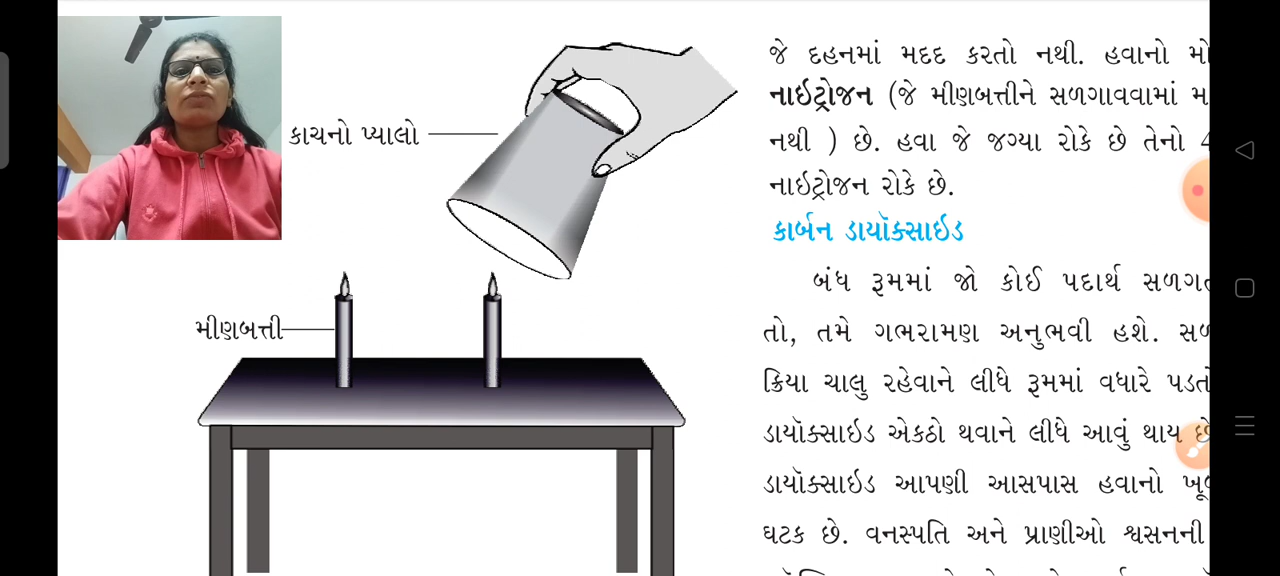 કાચનો પ્યાલો
મીણબત્તી
જે દહનમાં મદદ કરતો નથી. હવાનો
નાઇટ્રોજન (જે મીણબત્તીને સળગાવવામાં
નથી ) છે. હવા જે જગ્યા રોકે છે તેનો
નાઇટ્રોજન રોકે છે.
કાર્બન ડાયૉક્સાઇડ
બંધ રૂમમાં જો કોઈ પદાર્થ
તો, તમે ગભરામણ અનુભવી હશે.
ક્રિયા ચાલુ રહેવાને લીધે રૂમમાં વધારે
ડાયૉક્સાઇડ એકઠો થવાને લીધે આવું થાય
ડાયૉક્સાઇડ આપણી આસપાસ હવાનો
ઘટક છે. વનસ્પતિ અને પ્રાણીઓ શ્વસનની